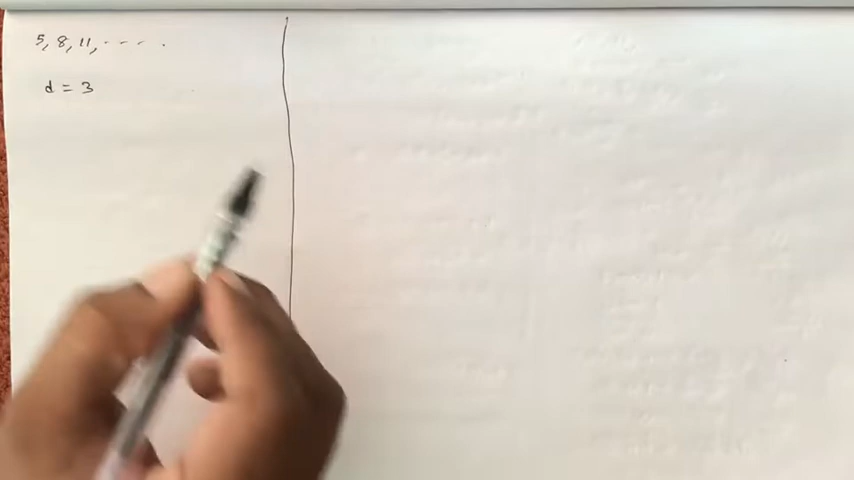 5, 8, 11, - - - - .
d = 3